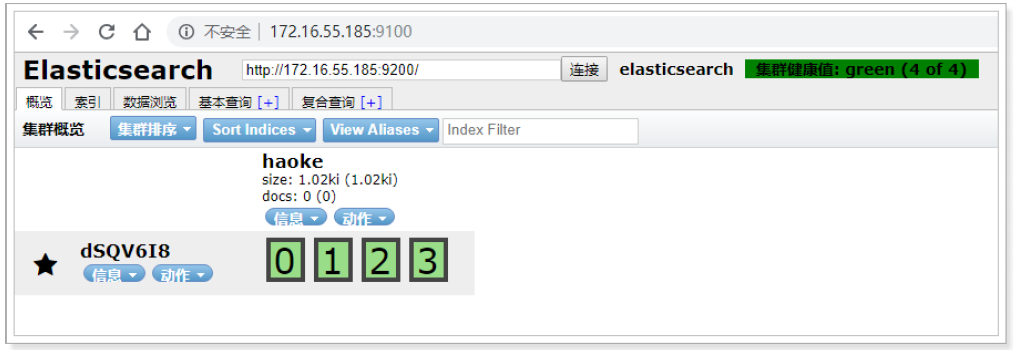 不安全 | 172.16.55.185:9100
Elasticsearch http://172.16.55.185:9200/ 连接 elasticsearch 集群健康值: green (4 of 4)
概览 索引 数据浏览 基本查询 [+] 复合查询 [+]
集群概览 集群排序 Sort Indices View Aliases Index Filter
haoke
size: 1.02ki (1.02ki)
docs: 0 (0)
信息 动作
dSQV6I8 0 1 2 3
信息 动作